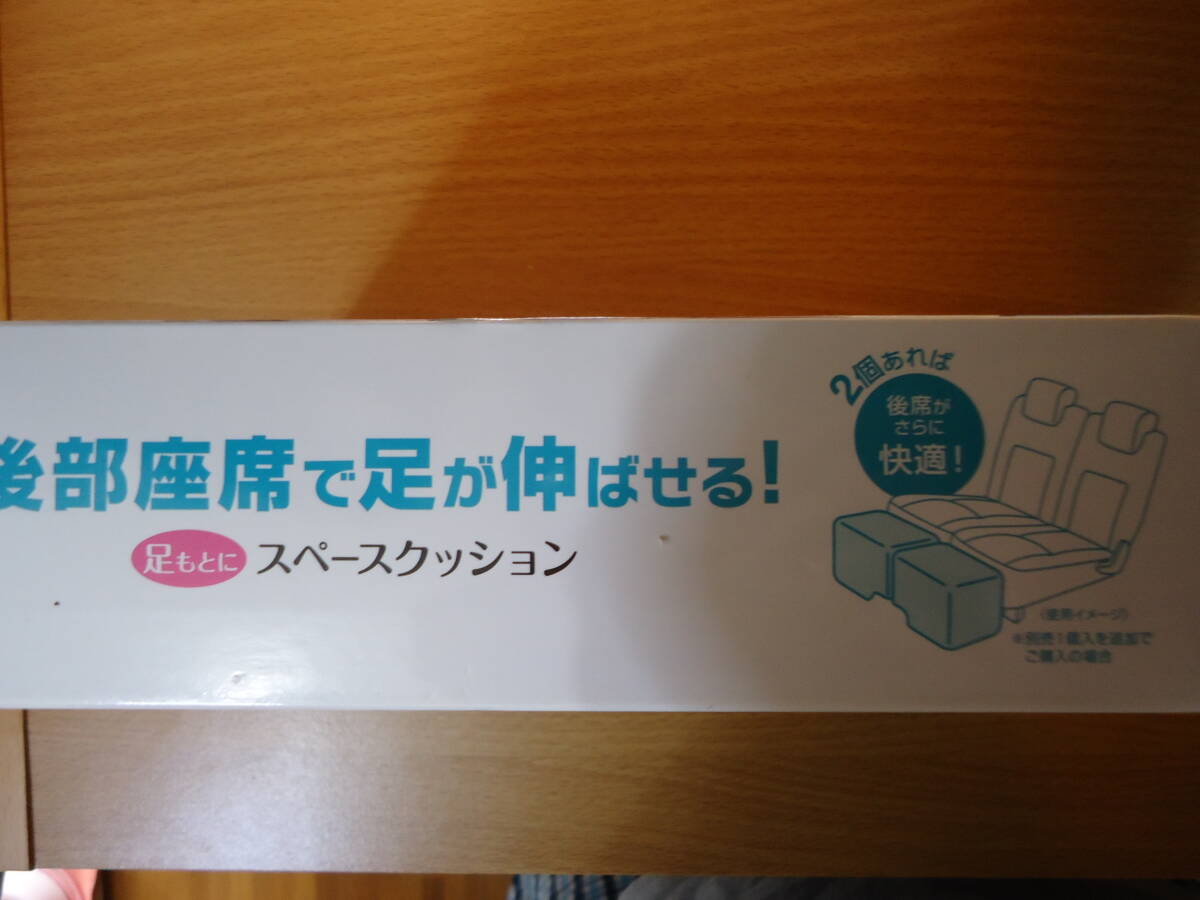 後部座席で足が伸ばせる!
足もとに スペースクッション
2個あれば
後席が
さらに
快適!
〈使用イメージ〉
※別売1個入を追加で
ご購入の場合